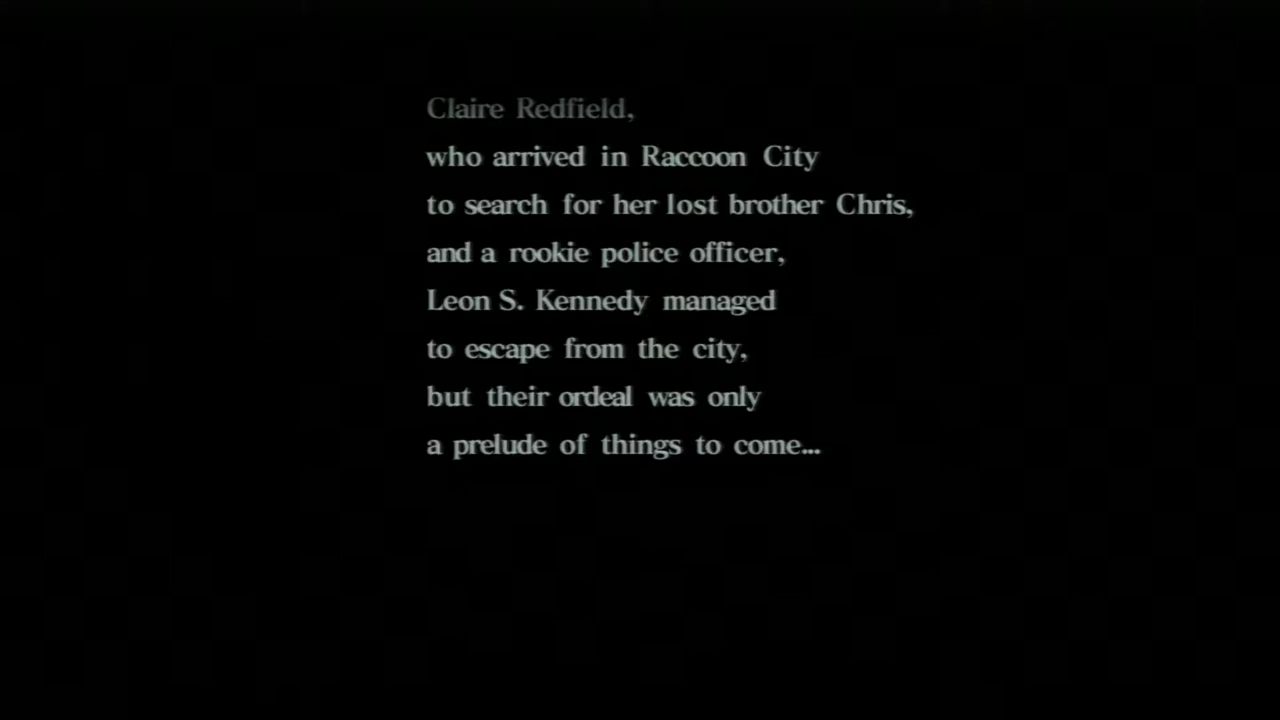 Claire Redfield,
who arrived in Raccoon City
to search for her lost brother Chris,
and a rookie police officer,
Leon S. Kennedy managed
to escape from the city,
but their ordeal was only
a prelude of things to come...